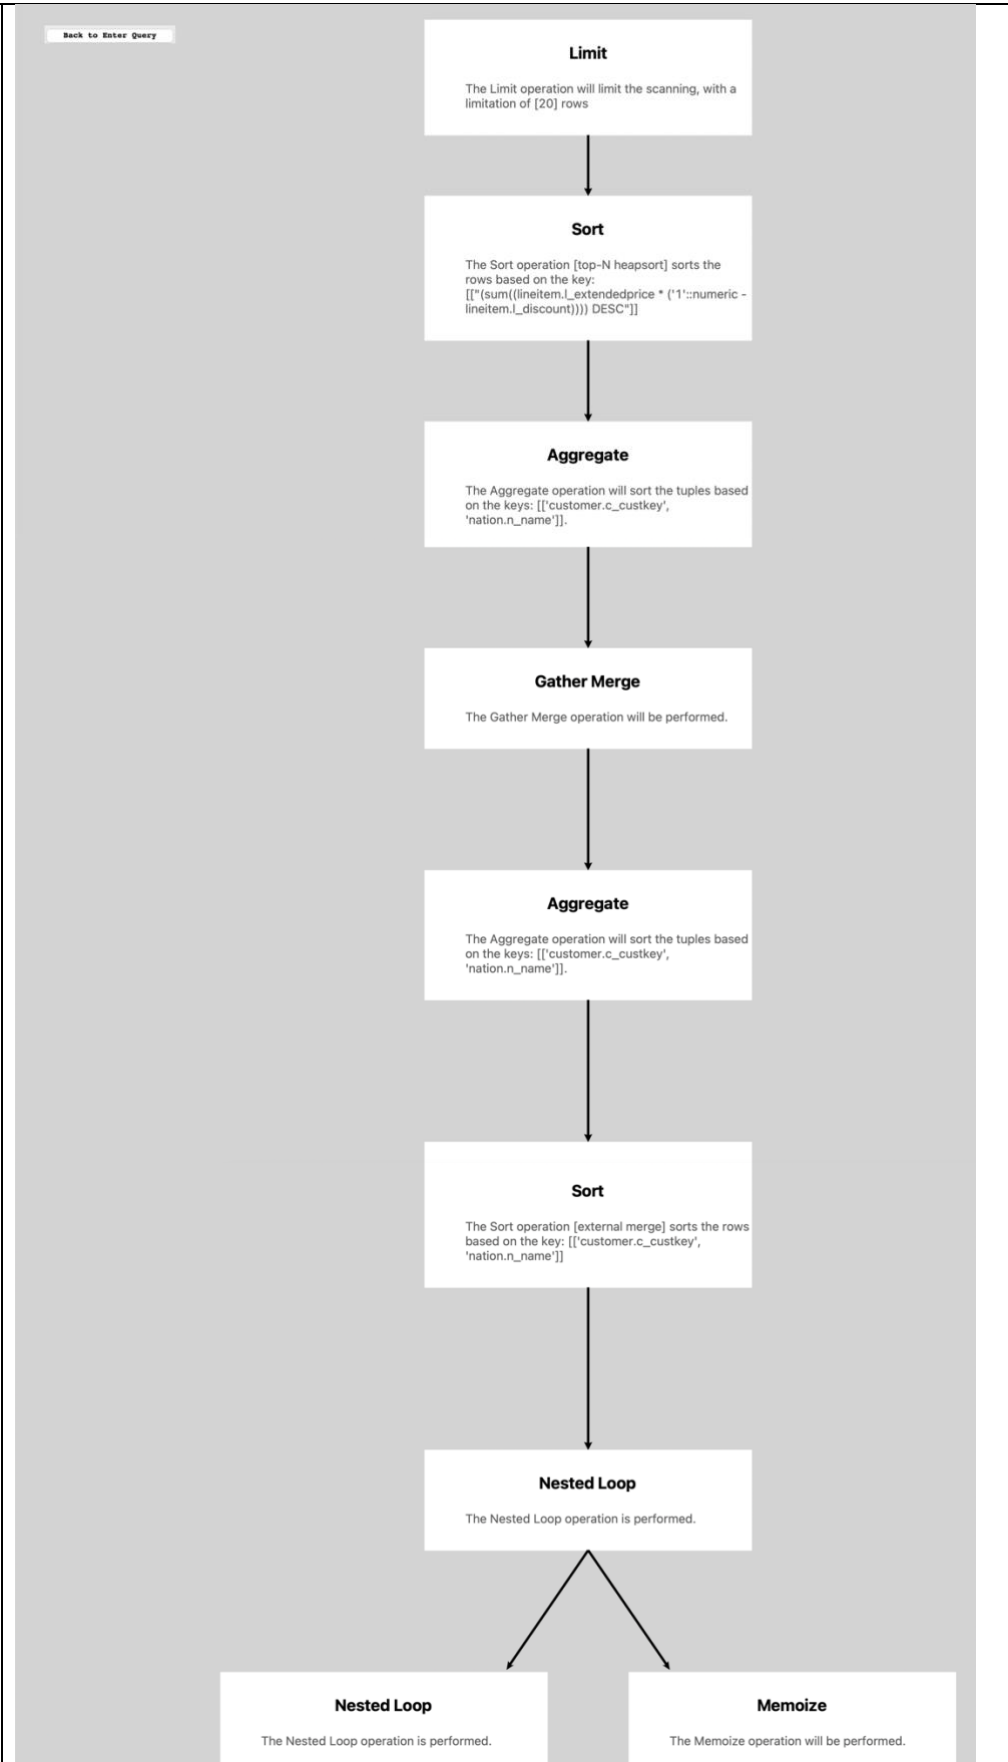 Back to Enter Query
Limit
The Limit operation will limit the scanning, with a
limitation of [20] rows
Sort
The Sort operation [top-N heapsort] sorts the
rows based on the key:
[["(sum((lineitem.l_extendedprice * ('1'::numeric -
lineitem.l_discount)))) DESC"]]
Aggregate
The Aggregate operation will sort the tuples based
on the keys: [['customer.c_custkey',
'nation.n_name']].
Gather Merge
The Gather Merge operation will be performed.
Aggregate
The Aggregate operation will sort the tuples based
on the keys: [['customer.c_custkey',
'nation.n_name']].
Sort
The Sort operation [external merge] sorts the rows
based on the key: [['customer.c_custkey',
'nation.n_name']]
Nested Loop
The Nested Loop operation is performed.
Nested Loop
The Nested Loop operation is performed.
Memoize
The Memoize operation will be performed.